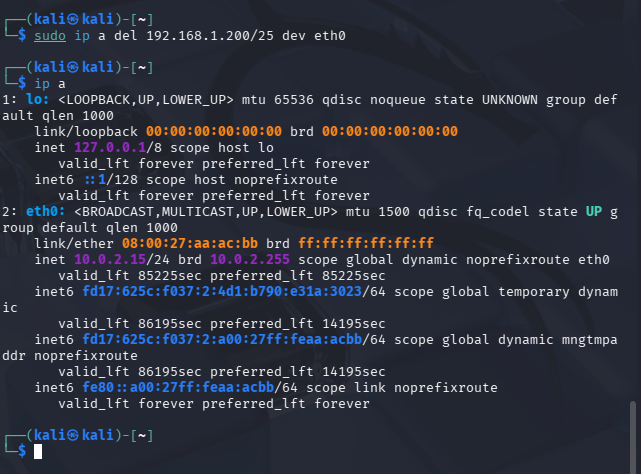 ┌──(kali㉿kali)-[~]
└─$ sudo ip a del 192.168.1.200/25 dev eth0

┌──(kali㉿kali)-[~]
└─$ ip a
1: lo: <LOOPBACK,UP,LOWER_UP> mtu 65536 qdisc noqueue state UNKNOWN group def
ault qlen 1000
    link/loopback 00:00:00:00:00:00 brd 00:00:00:00:00:00
    inet 127.0.0.1/8 scope host lo
       valid_lft forever preferred_lft forever
    inet6 ::1/128 scope host noprefixroute
       valid_lft forever preferred_lft forever
2: eth0: <BROADCAST,MULTICAST,UP,LOWER_UP> mtu 1500 qdisc fq_codel state UP g
roup default qlen 1000
    link/ether 08:00:27:aa:ac:bb brd ff:ff:ff:ff:ff:ff
    inet 10.0.2.15/24 brd 10.0.2.255 scope global dynamic noprefixroute eth0
       valid_lft 85225sec preferred_lft 85225sec
    inet6 fd17:625c:f037:2:4d1:b790:e31a:3023/64 scope global temporary dynam
ic
       valid_lft 86195sec preferred_lft 14195sec
    inet6 fd17:625c:f037:2:a00:27ff:feaa:acbb/64 scope global dynamic mngtmpa
ddr noprefixroute
       valid_lft 86195sec preferred_lft 14195sec
    inet6 fe80::a00:27ff:feaa:acbb/64 scope link noprefixroute
       valid_lft forever preferred_lft forever

┌──(kali㉿kali)-[~]
└─$